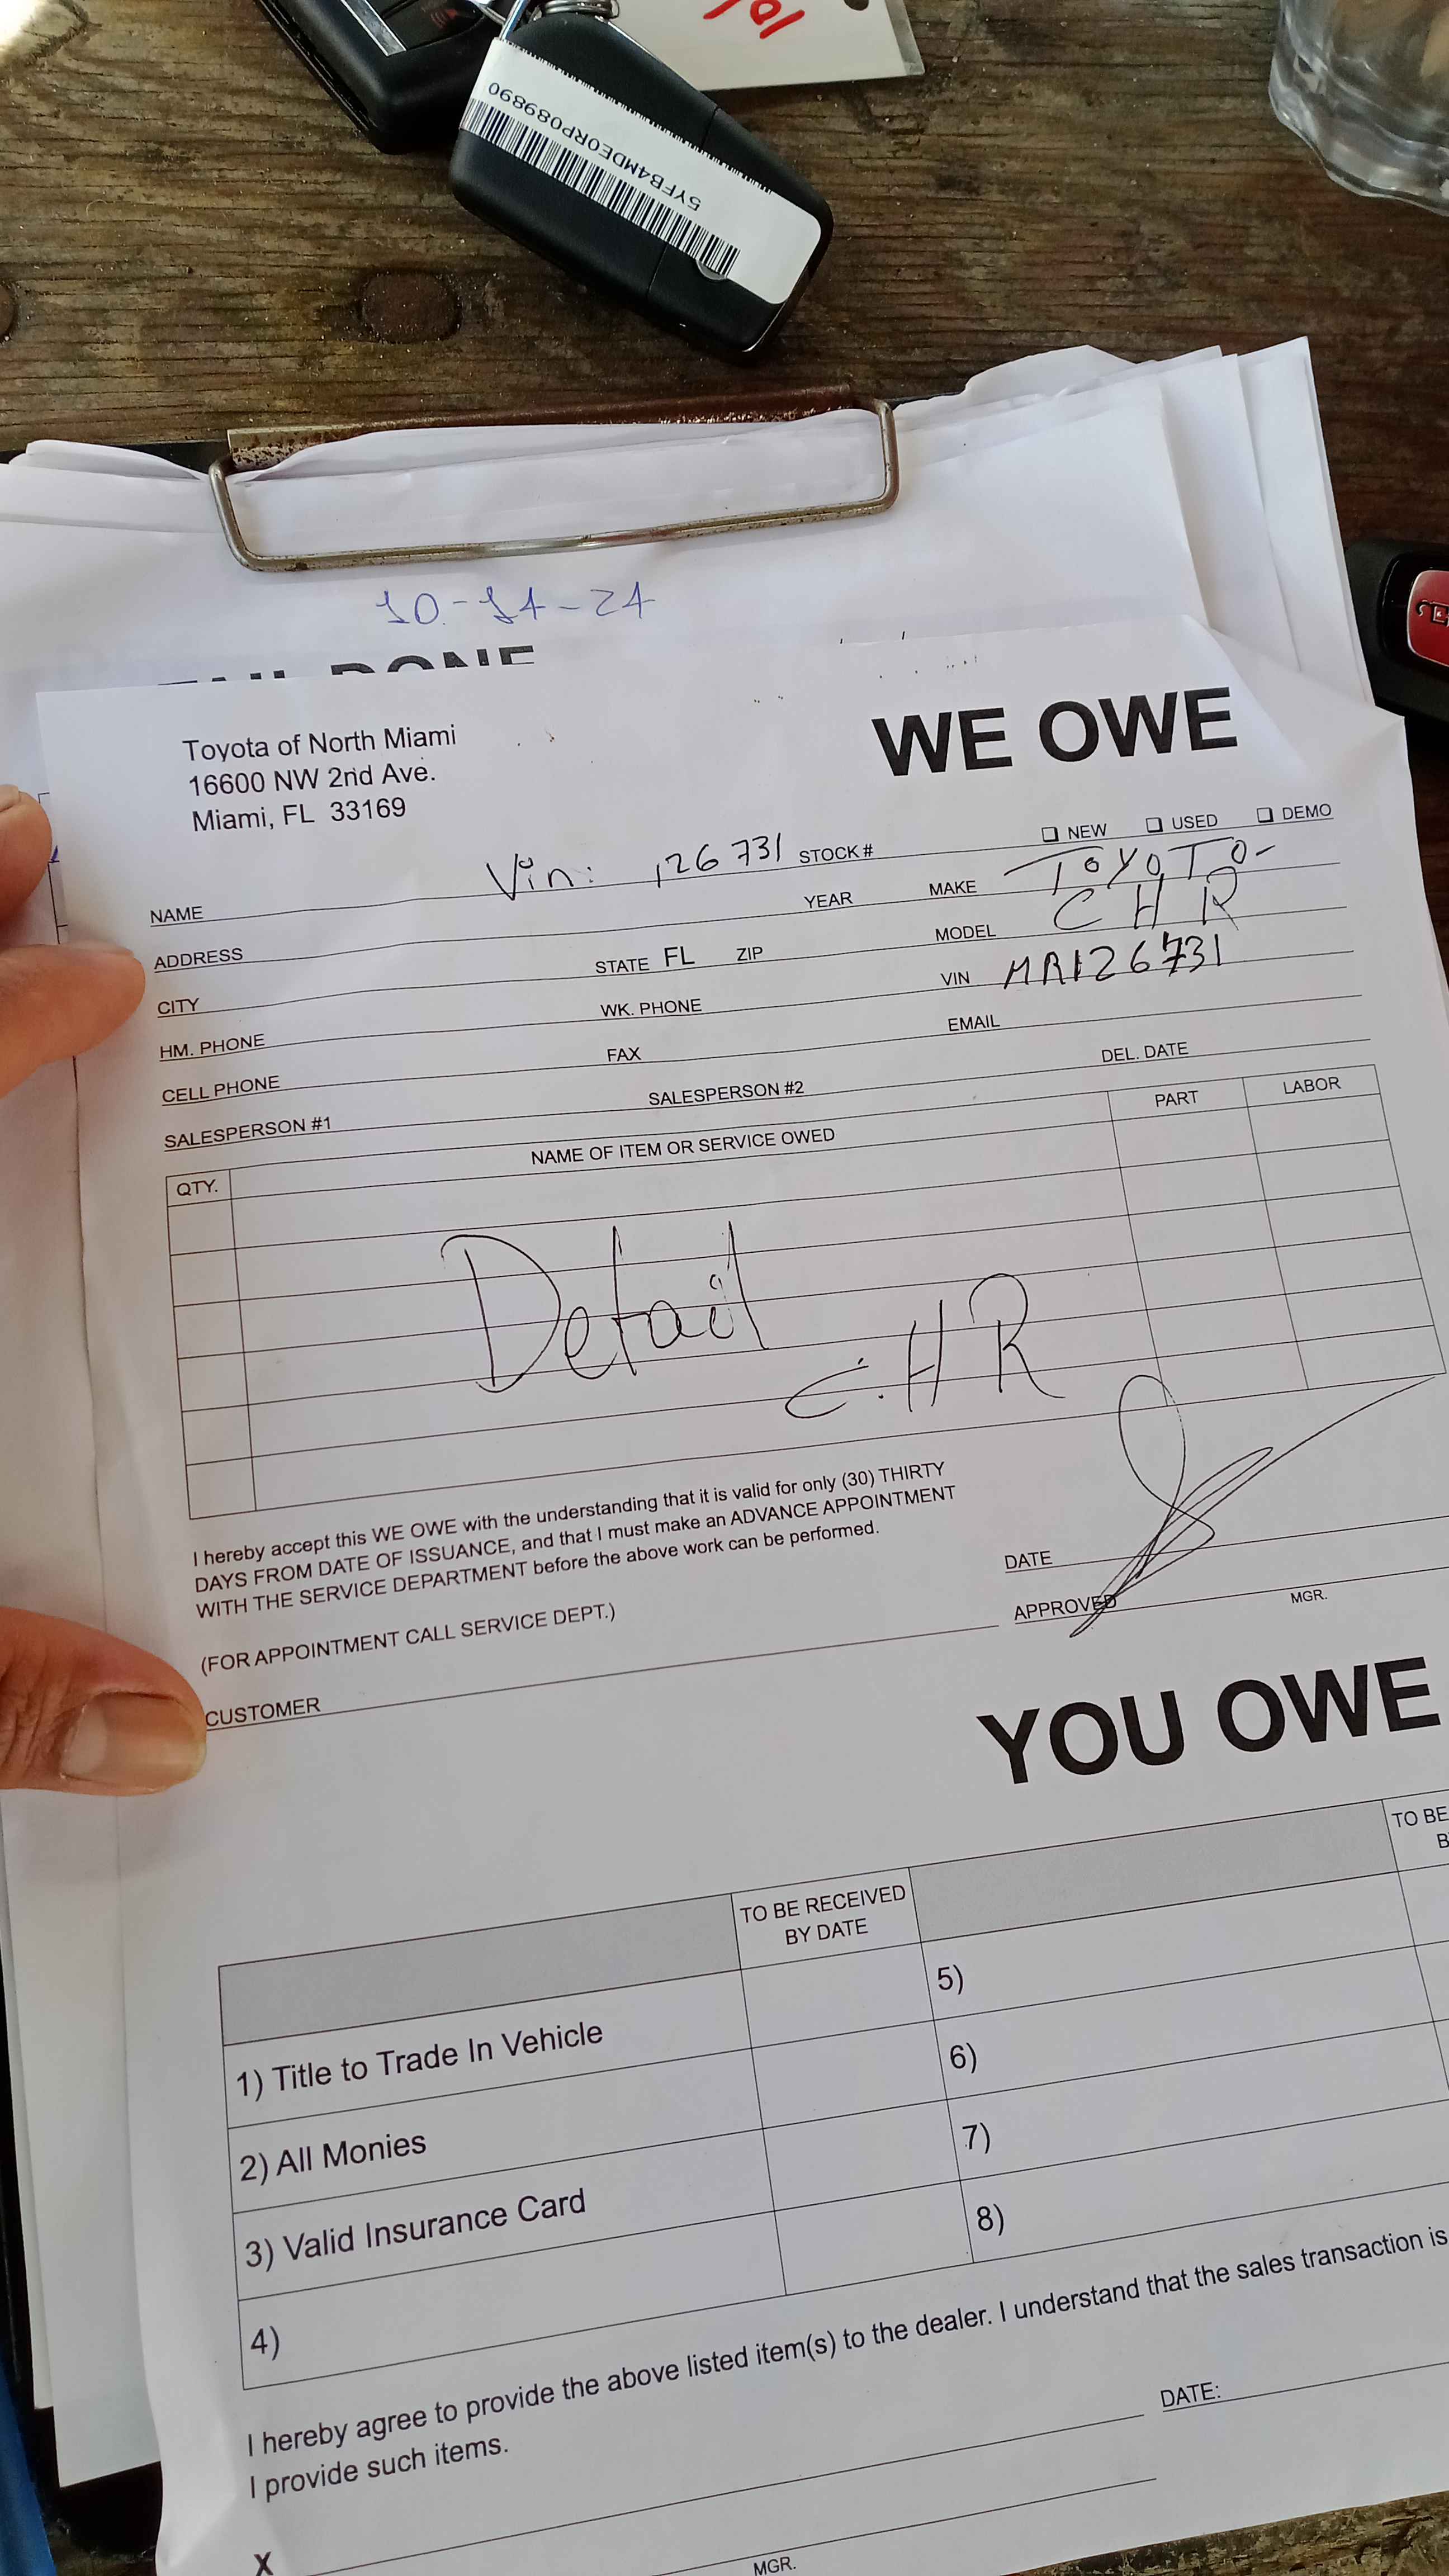 5YFB4MDE0RP089890
10-14-24
Toyota of North Miami
16600 NW 2nd Ave.
Miami, FL 33169
WE OWE
NEW USED DEMO
NAME Vin: 126731 STOCK#
ADDRESS YEAR MAKE TOYOTA
CITY STATE FL ZIP MODEL CHR
HM. PHONE WK. PHONE VIN MR126731
CELL PHONE FAX EMAIL
SALESPERSON #1 SALESPERSON #2 DEL. DATE
QTY. NAME OF ITEM OR SERVICE OWED PART LABOR
Detail
C.HR
I hereby accept this WE OWE with the understanding that it is valid for only (30) THIRTY
DAYS FROM DATE OF ISSUANCE, and that I must make an ADVANCE APPOINTMENT
WITH THE SERVICE DEPARTMENT before the above work can be performed.
DATE
(FOR APPOINTMENT CALL SERVICE DEPT.)
APPROVED MGR.
CUSTOMER
YOU OWE
TO BE RECEIVED
BY DATE
TO BE
1) Title to Trade In Vehicle
2) All Monies
3) Valid Insurance Card
4)
5)
6)
7)
8)
I hereby agree to provide the above listed item(s) to the dealer. I understand that the sales transaction is
I provide such items.
DATE:
X
MGR.